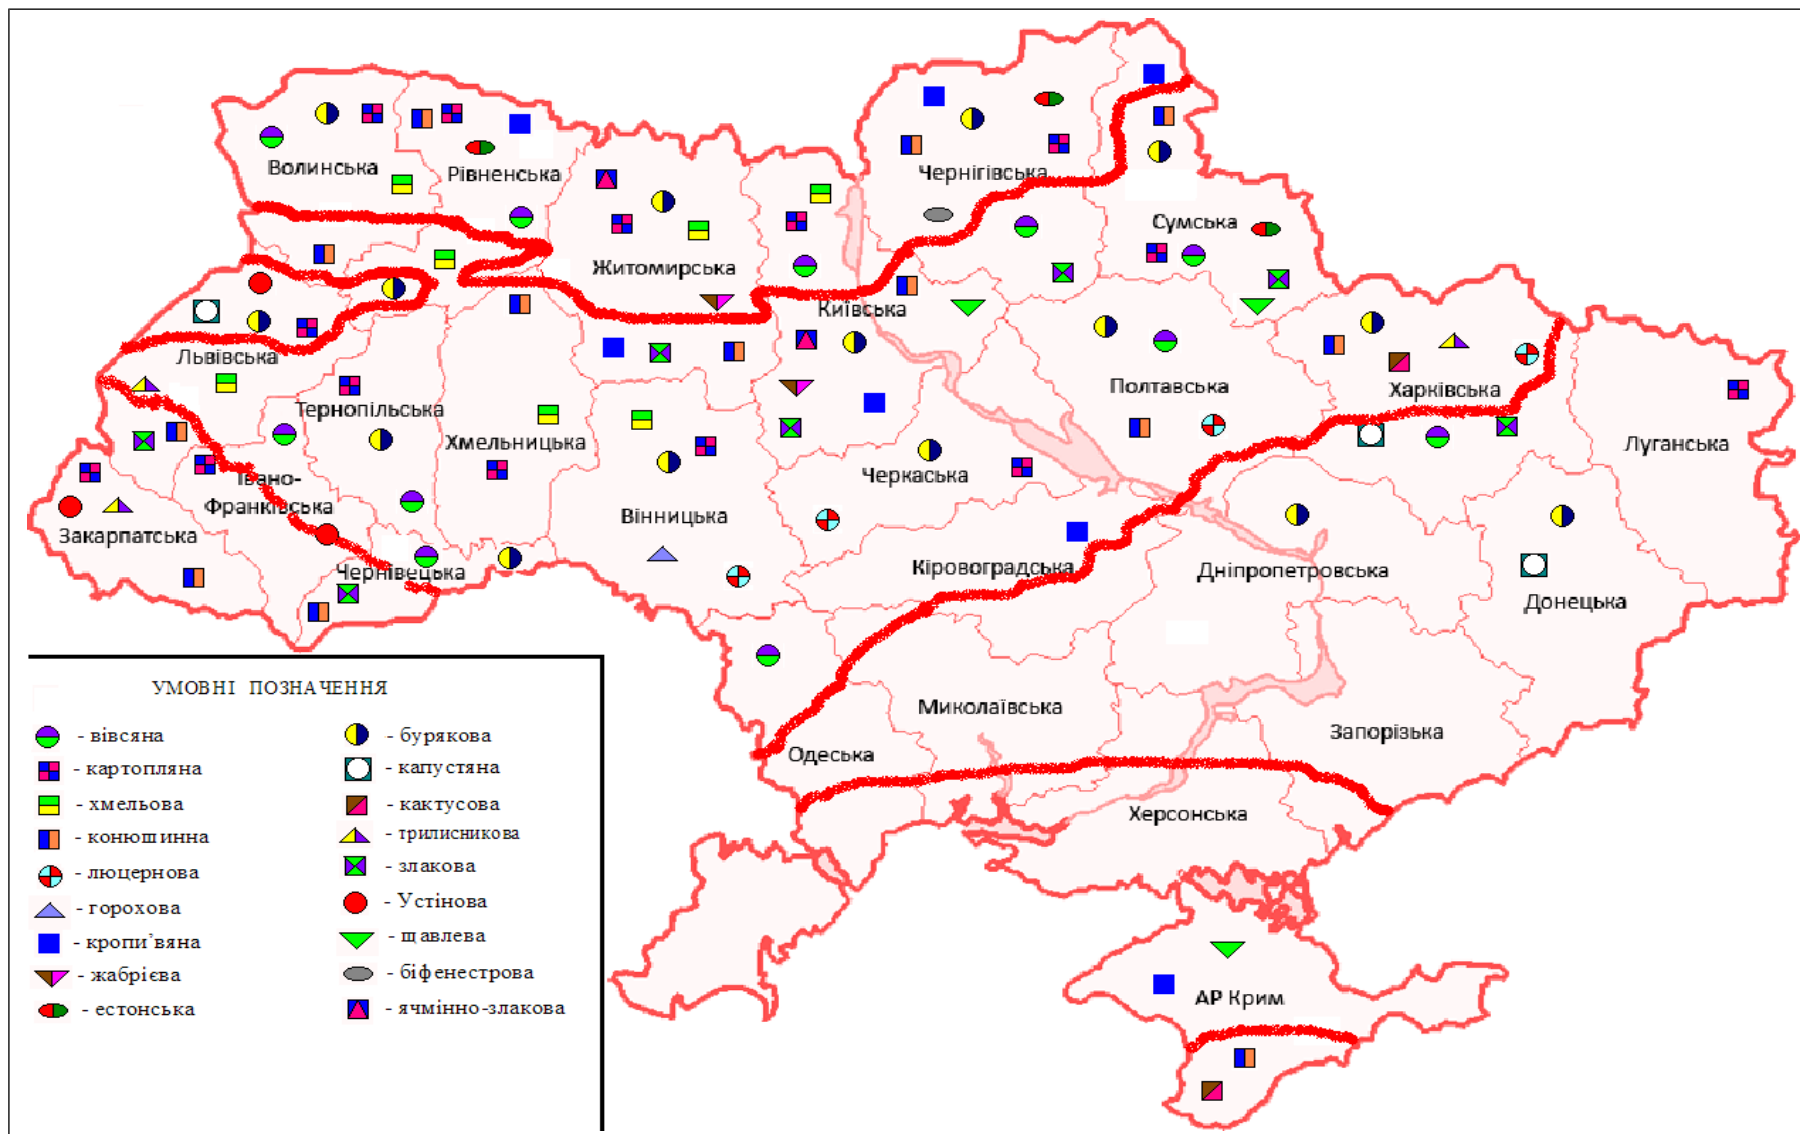 Волинська
Рівненська
Житомирська
Київська
Чернігівська
Сумська
Львівська
Тернопільська
Хмельницька
Вінницька
Черкаська
Полтавська
Харківська
Луганська
Івано-
Франківська
Закарпатська
Чернівецька
Кіровоградська
Дніпропетровська
Донецька
Одеська
Миколаївська
Запорізька
Херсонська
АР Крим
УМОВНІ ПОЗНАЧЕННЯ
- вівсяна
- картопляна
- хмельова
- конюшинна
- люцернова
- горохова
- кропи’вяна
- жабрієва
- естонська
- бурякова
- капустяна
- кактусова
- трилисникова
- злакова
- Устінова
- щавлева
- біфенестрова
- ячмінно-злакова